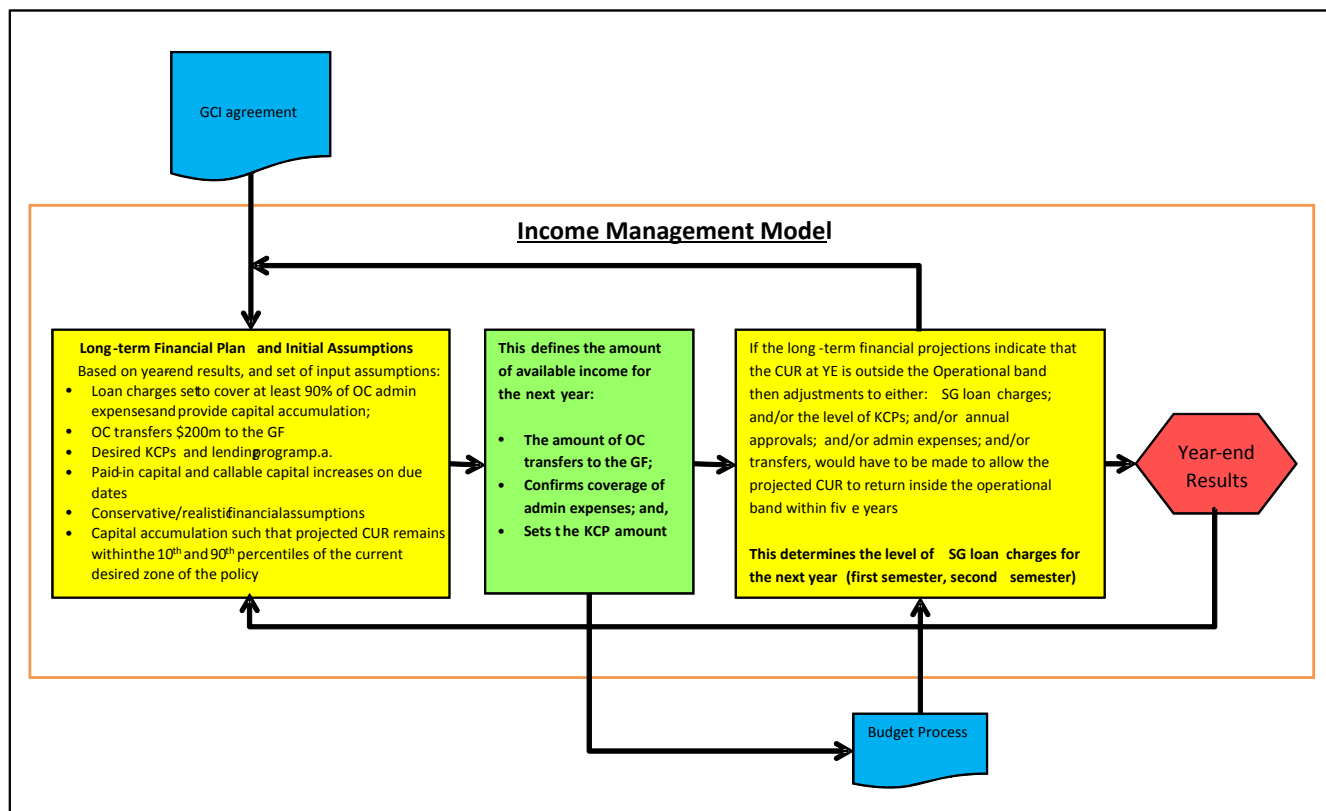 GCI agreement
Income Management Model
Long-term Financial Plan and Initial Assumptions
Based on yearend results, and set of input assumptions:
• Loan charges set to cover at least 90% of OC admin
expensesand provide capital accumulation;
• OC transfers $200m to the GF
• Desired KCPs and lendingprogramp.a.
• Paid-in capital and callable capital increases on due
dates
• Conservative/realisticfinancialassumptions
• Capital accumulation such that projected CUR remains
within the 10th and 90th percentiles of the current
desired zone of the policy
This defines the amount
of available income for
the next year:
• The amount of OC
transfers to the GF;
• Confirms coverage of
admin expenses; and,
• Sets the KCP amount
If the long -term financial projections indicate that
the CUR at YE is outside the Operational band
then adjustments to either: SG loan charges;
and/or the level of KCPs; and/or annual
approvals; and/or admin expenses; and/or
transfers, would have to be made to allow the
projected CUR to return inside the operational
band within fiv e years
This determines the level of SG loan charges for
the next year (first semester, second semester)
Year-end
Results
Budget Process